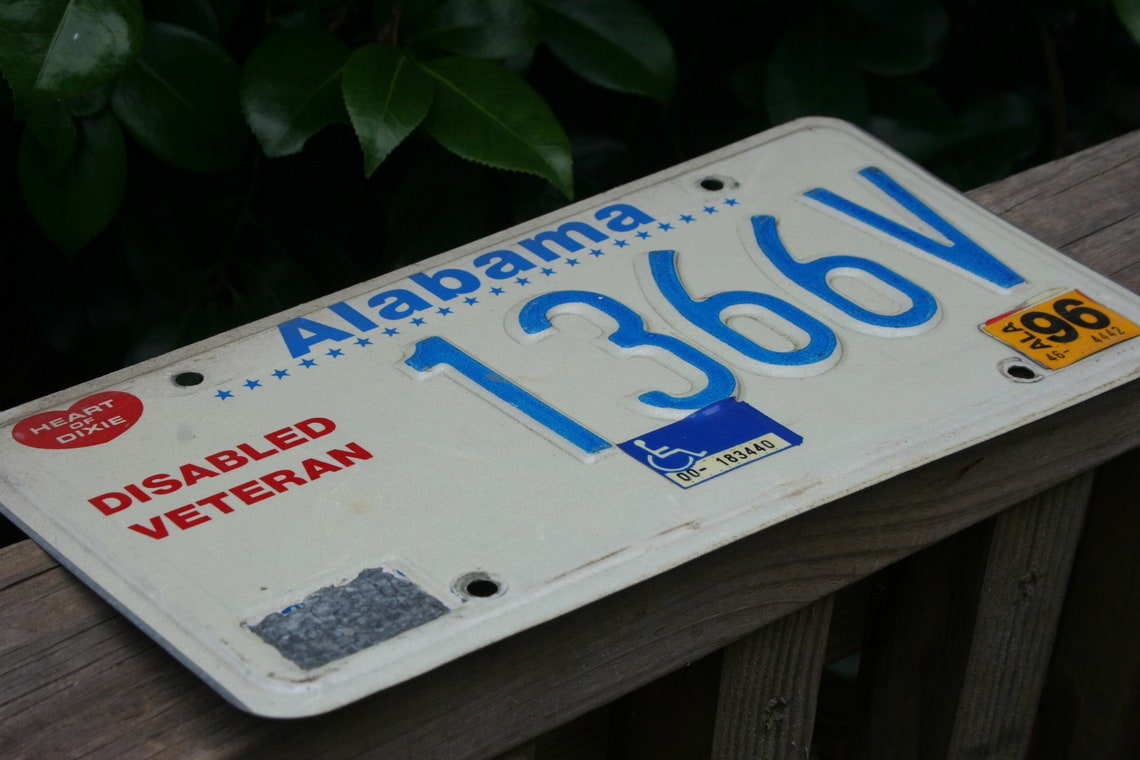 Alabama
HEART
OF
DIXIE
DISABLED
VETERAN
1366V
00- 183440
ALA 96
46- 4442